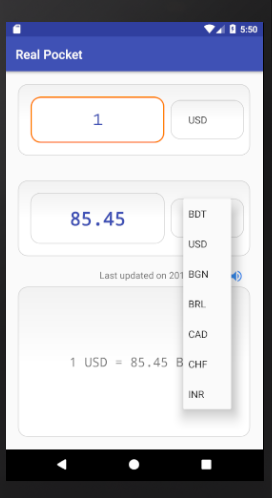 5:50
Real Pocket
1
USD
85.45
BDT
USD
Last updated on 201
BGN
BRL
CAD
1 USD = 85.45 B
CHF
INR